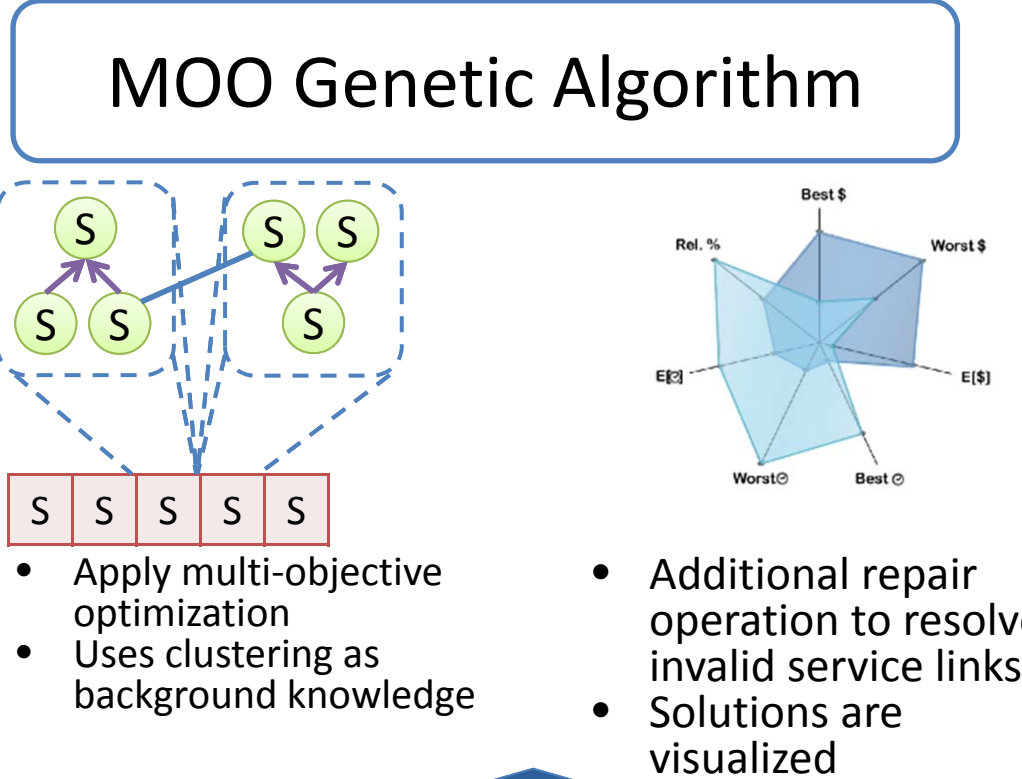 MOO Genetic Algorithm
S
S S
S S
S
S S S S S
Best $
Rel. %
Worst $
E[$]
Worst
Best
• Apply multi-objective
optimization
• Uses clustering as
background knowledge
• Additional repair
operation to resolve
invalid service links
• Solutions are
visualized